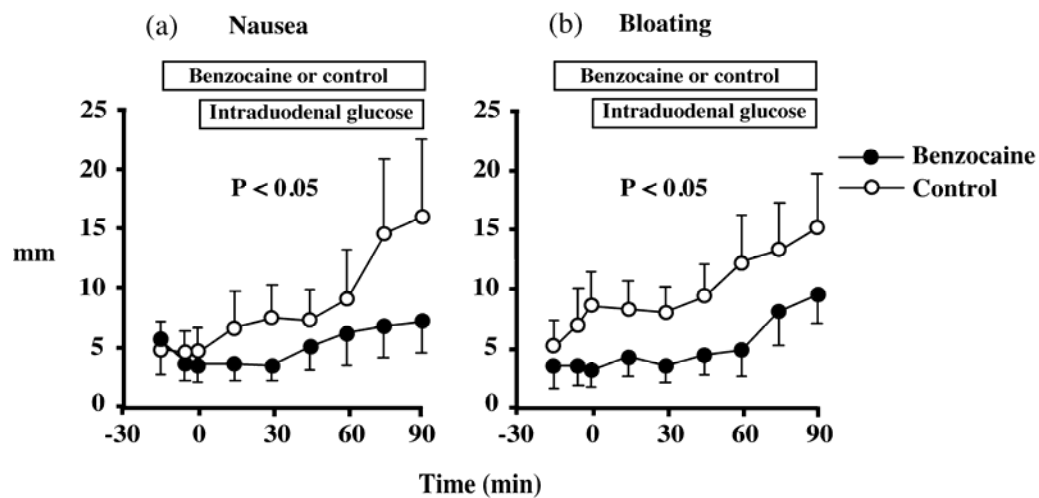 (a) Nausea
Benzocaine or control
Intraduodenal glucose
25
20
15
10
5
0
mm
P < 0.05
-30 0 30 60 90
(b) Bloating
Benzocaine or control
Intraduodenal glucose
25
20
15
10
5
0
P < 0.05
-30 0 30 60 90
Benzocaine
Control
Time (min)